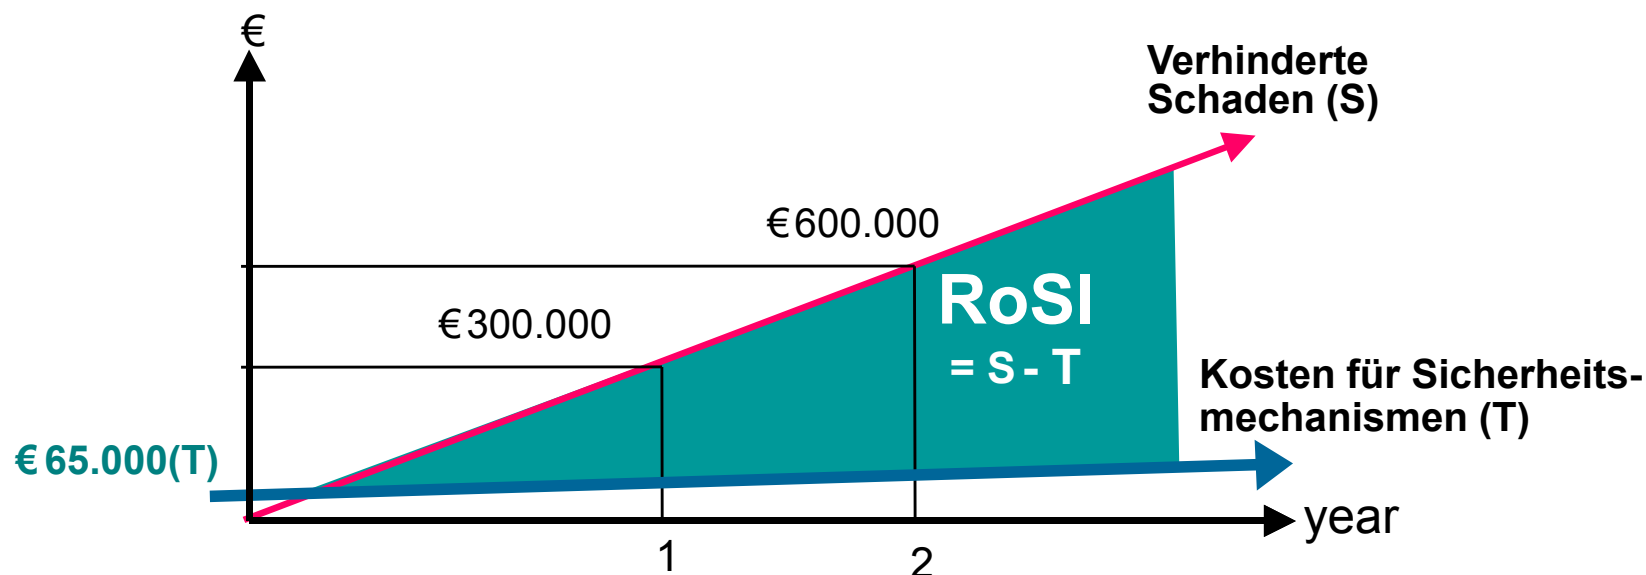 €
Verhinderte
Schaden (S)
€600.000
RoSI
= S - T
€300.000
Kosten für Sicherheits-
mechanismen (T)
€65.000(T)
year
1
2